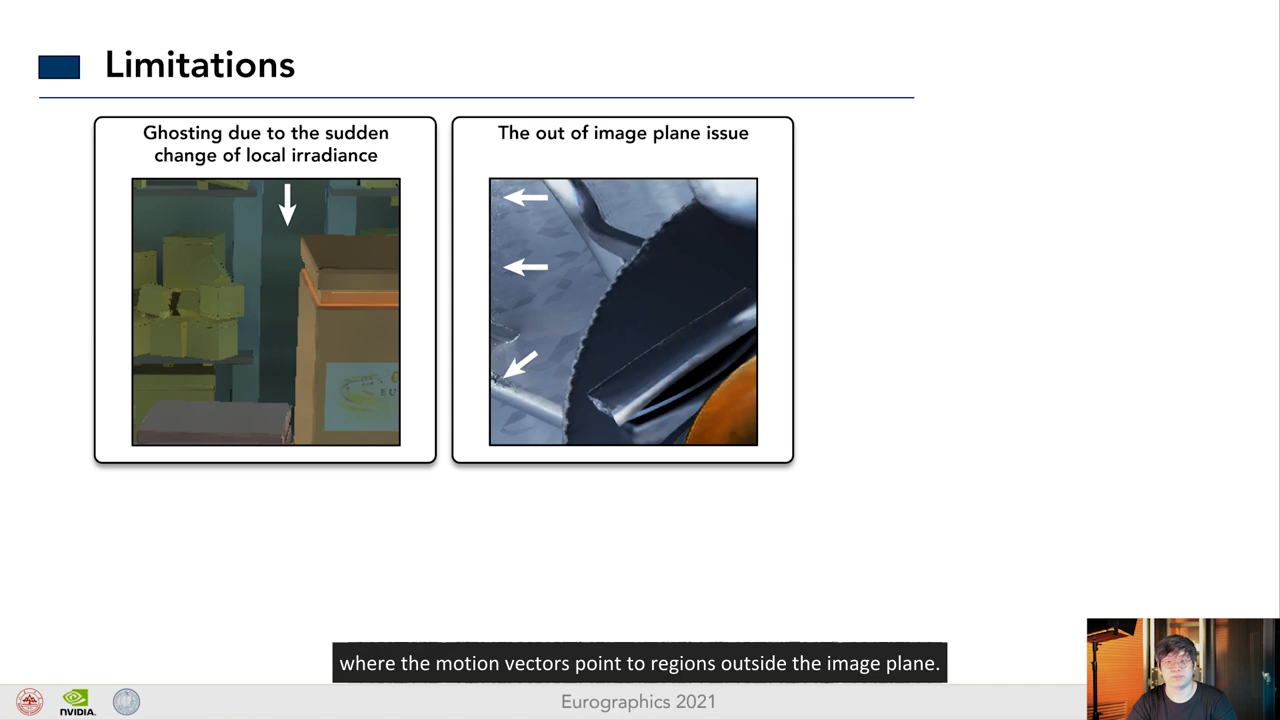 Limitations
Ghosting due to the sudden
change of local irradiance
The out of image plane issue
EU
where the motion vectors point to regions outside the image plane.
NVIDIA.
Eurographics 2021